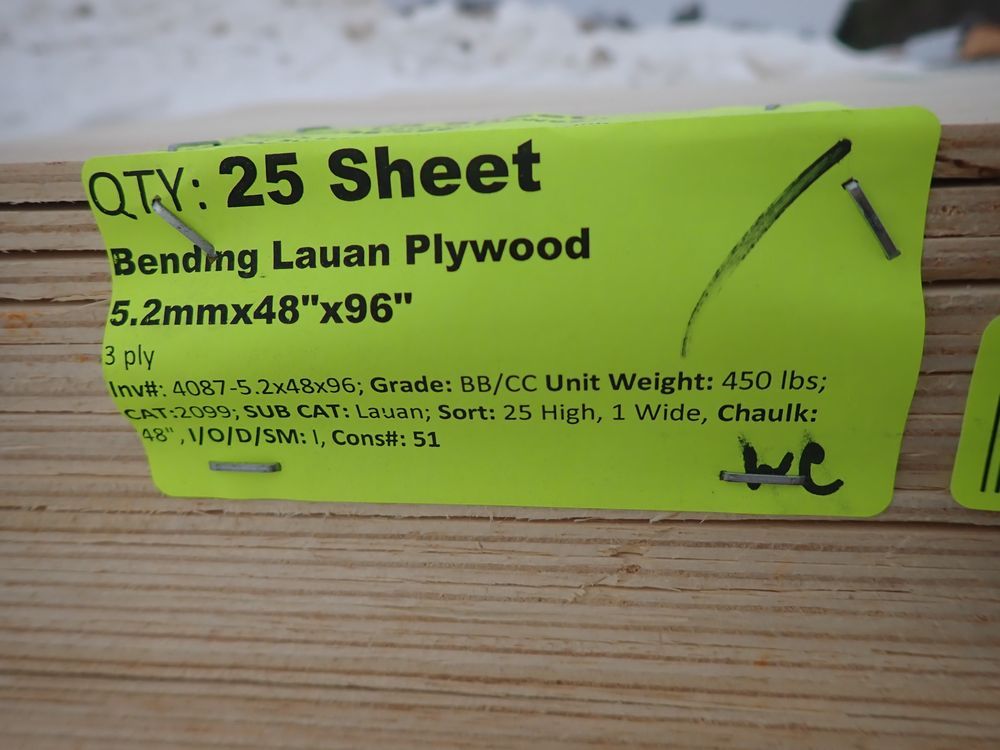 QTY: 25 Sheet
Bending Lauan Plywood
5.2mmx48"x96"
3 ply
Inv#: 4087-5.2x48x96; Grade: BB/CC Unit Weight: 450 lbs;
CAT:2099; SUB CAT: Lauan; Sort: 25 High, 1 Wide, Chaulk:
48", I/O/D/SM: I, Cons#: 51
WC